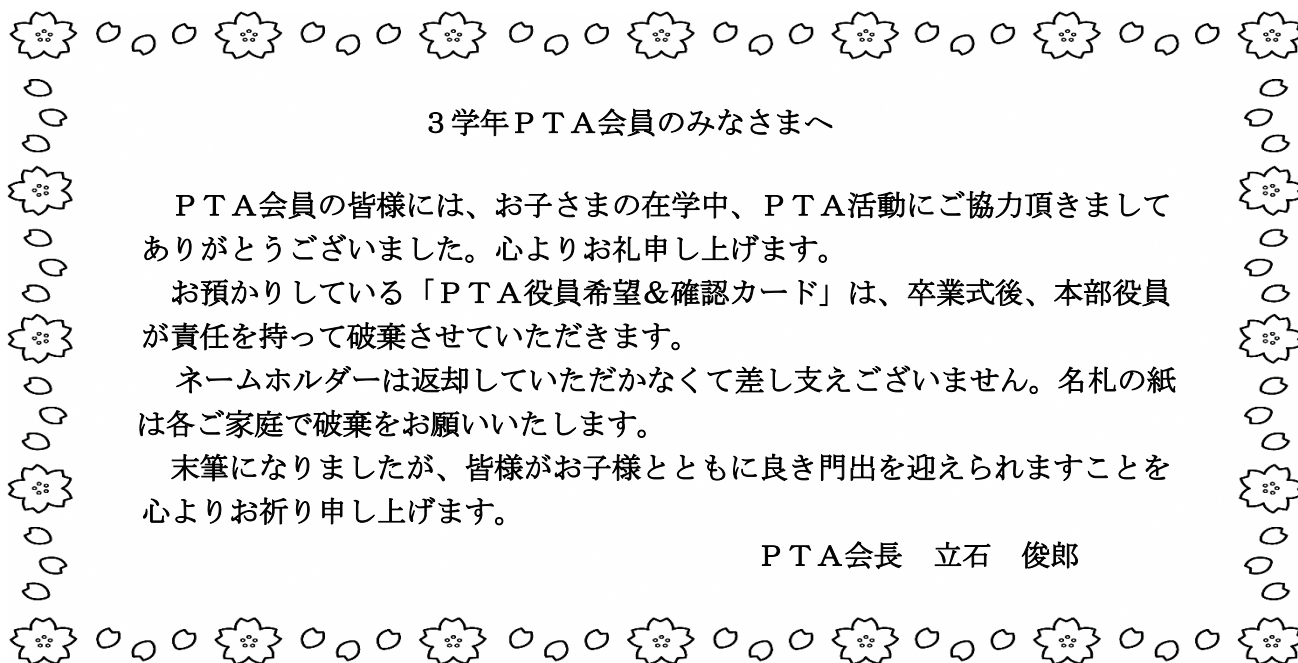 ３学年ＰＴＡ会員のみなさまへ
　ＰＴＡ会員の皆様には、お子さまの在学中、ＰＴＡ活動にご協力頂きまして
ありがとうございました。心よりお礼申し上げます。
　お預かりしている「ＰＴＡ役員希望＆確認カード」は、卒業式後、本部役員
が責任を持って破棄させていただきます。
　ネームホルダーは返却していただかなくて差し支えございません。名札の紙
は各ご家庭で破棄をお願いいたします。
　末筆になりましたが、皆様がお子様とともに良き門出を迎えられますことを
心よりお祈り申し上げます。
ＰＴＡ会長　立石　俊郎